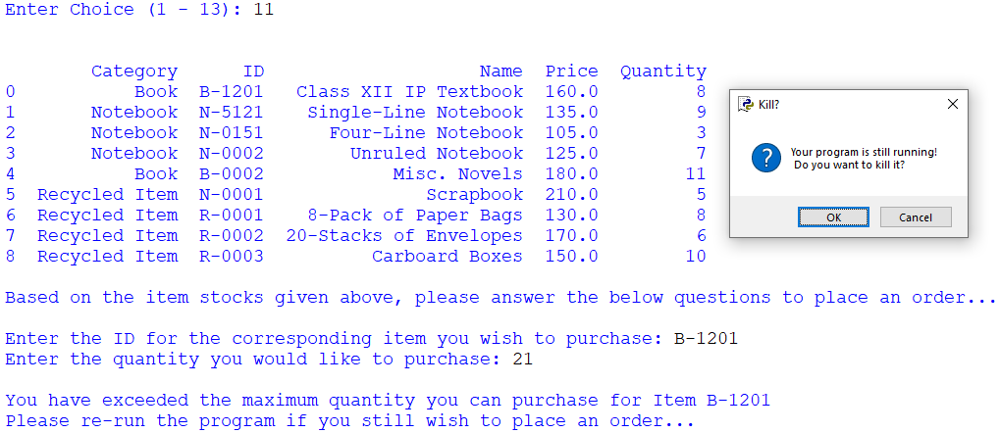 Enter Choice (1 - 13): 11
Category ID Name Price Quantity
0 Book B-1201 Class XII IP Textbook 160.0 8
1 Notebook N-5121 Single-Line Notebook 135.0 9
2 Notebook N-0151 Four-Line Notebook 105.0 3
3 Notebook N-0002 Unruled Notebook 125.0 7
4 Book B-0002 Misc. Novels 180.0 11
5 Recycled Item N-0001 Scrapbook 210.0 5
6 Recycled Item R-0001 8-Pack of Paper Bags 130.0 8
7 Recycled Item R-0002 20-Stacks of Envelopes 170.0 6
8 Recycled Item R-0003 Carboard Boxes 150.0 10
Kill?
Your program is still running!
Do you want to kill it?
OK Cancel
Based on the item stocks given above, please answer the below questions to place an order...
Enter the ID for the corresponding item you wish to purchase: B-1201
Enter the quantity you would like to purchase: 21
You have exceeded the maximum quantity you can purchase for Item B-1201
Please re-run the program if you still wish to place an order...